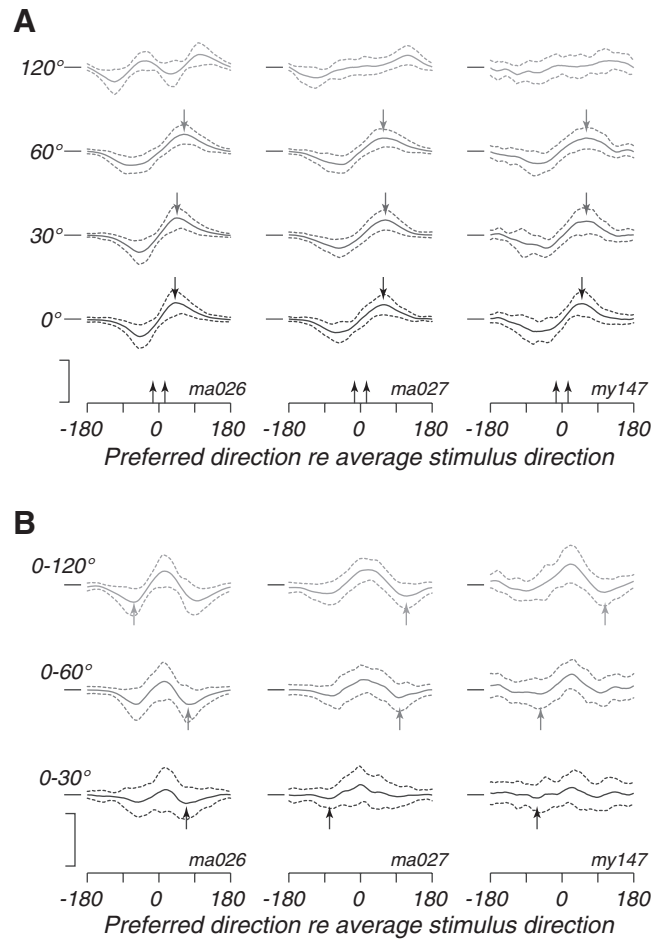 A
120°
60°
30°
0°
ma026 ma027 my147
-180 0 180 -180 0 180 -180 0 180
Preferred direction re average stimulus direction
B
0-120°
0-60°
0-30°
ma026 ma027 my147
-180 0 180 -180 0 180 -180 0 180
Preferred direction re average stimulus direction